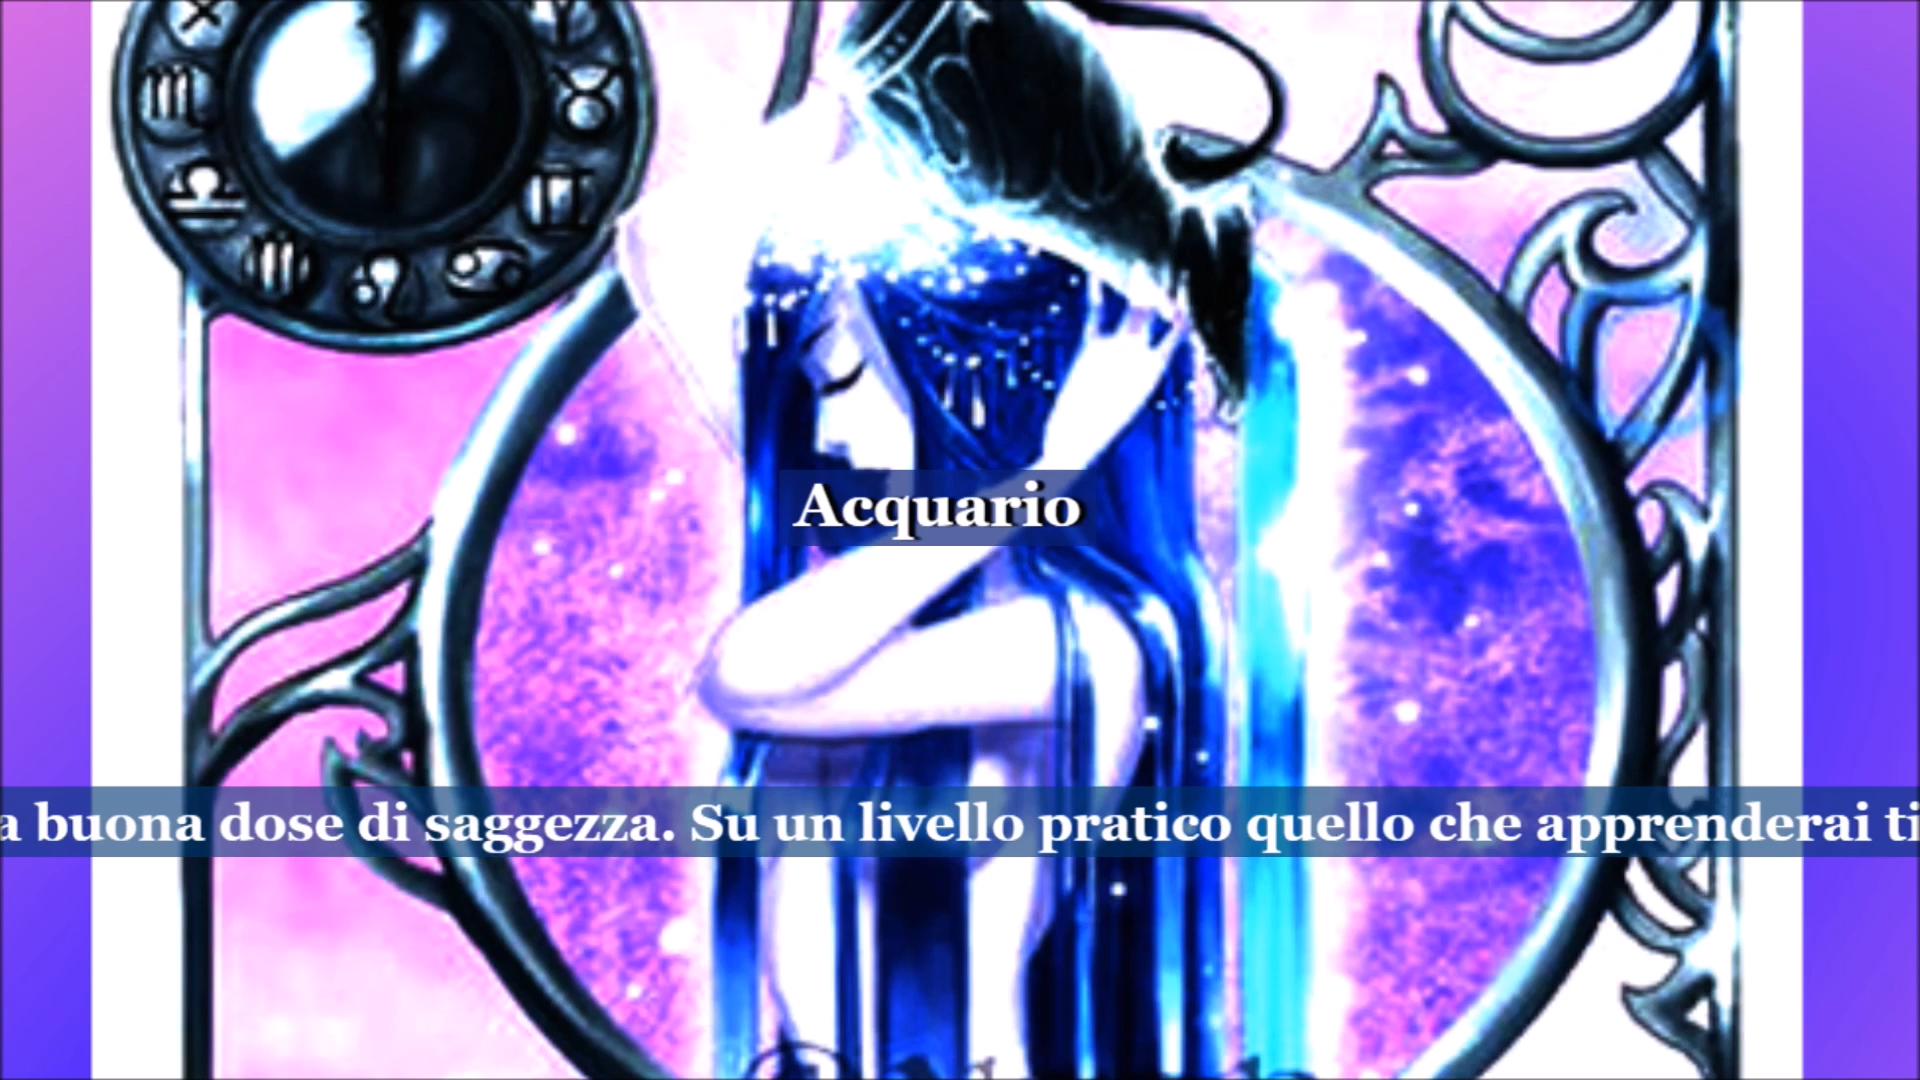 Acquario
a buona dose di saggezza. Su un livello pratico quello che apprenderai ti